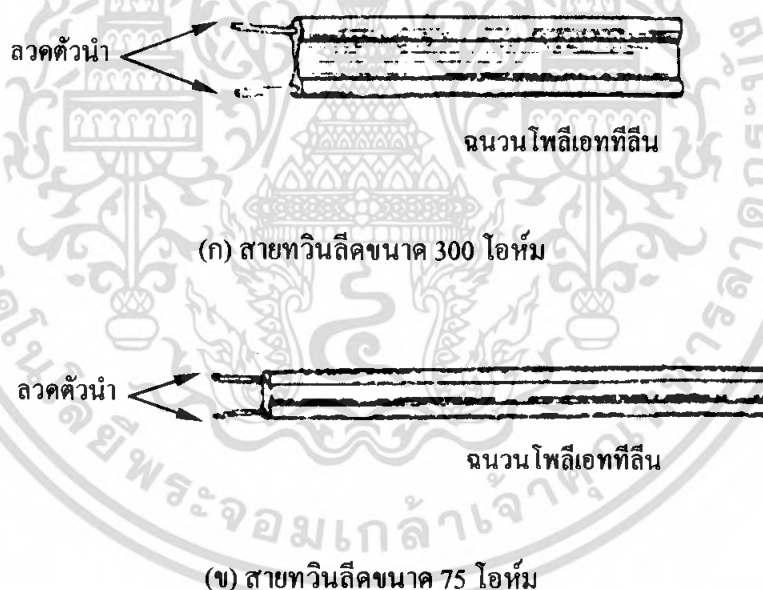 ลวดตัวนำ
ฉนวนโพลีเอททีลีน
(ก) สายทวินลีดขนาด 300 โอห์ม
ลวดตัวนำ
ฉนวนโพลีเอททีลีน
(ข) สายทวินลีดขนาด 75 โอห์ม